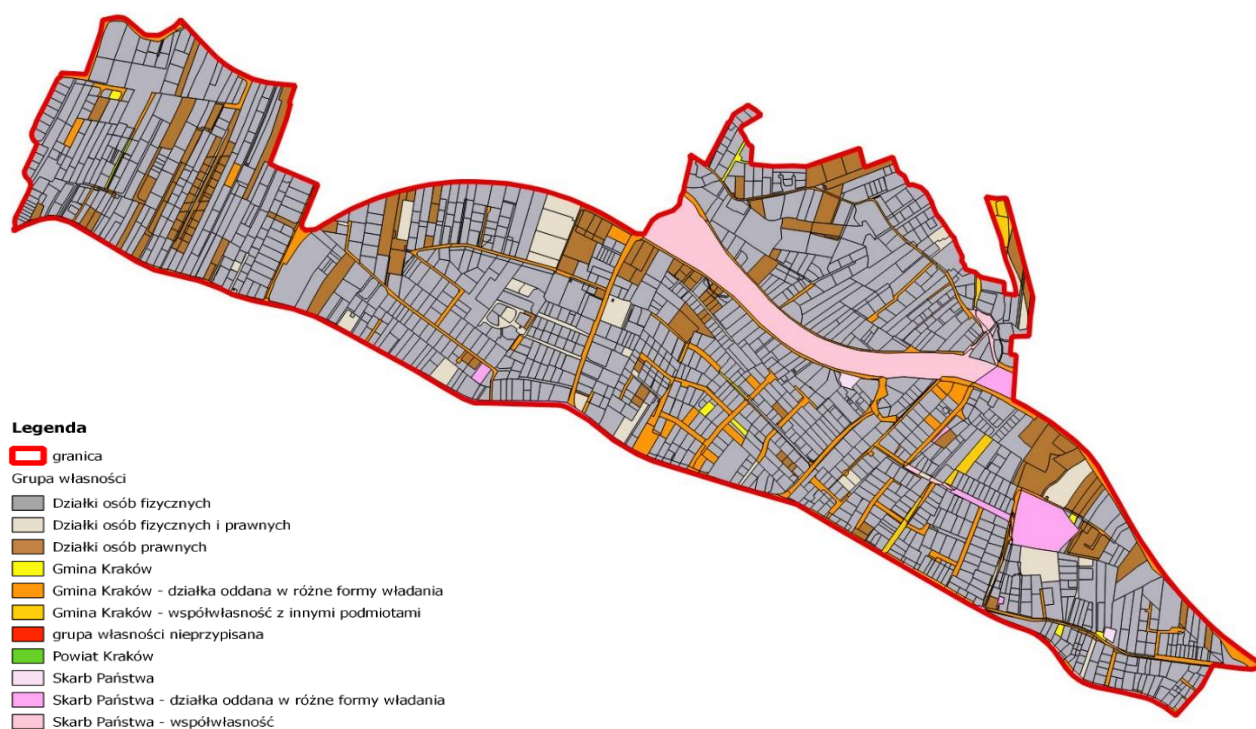 Legenda
granica
Grupa własności
Działki osób fizycznych
Działki osób fizycznych i prawnych
Działki osób prawnych
Gmina Kraków
Gmina Kraków - działka oddana w różne formy władania
Gmina Kraków - współwłasność z innymi podmiotami
grupa własności nieprzypisana
Powiat Kraków
Skarb Państwa
Skarb Państwa - działka oddana w różne formy władania
Skarb Państwa - współwłasność